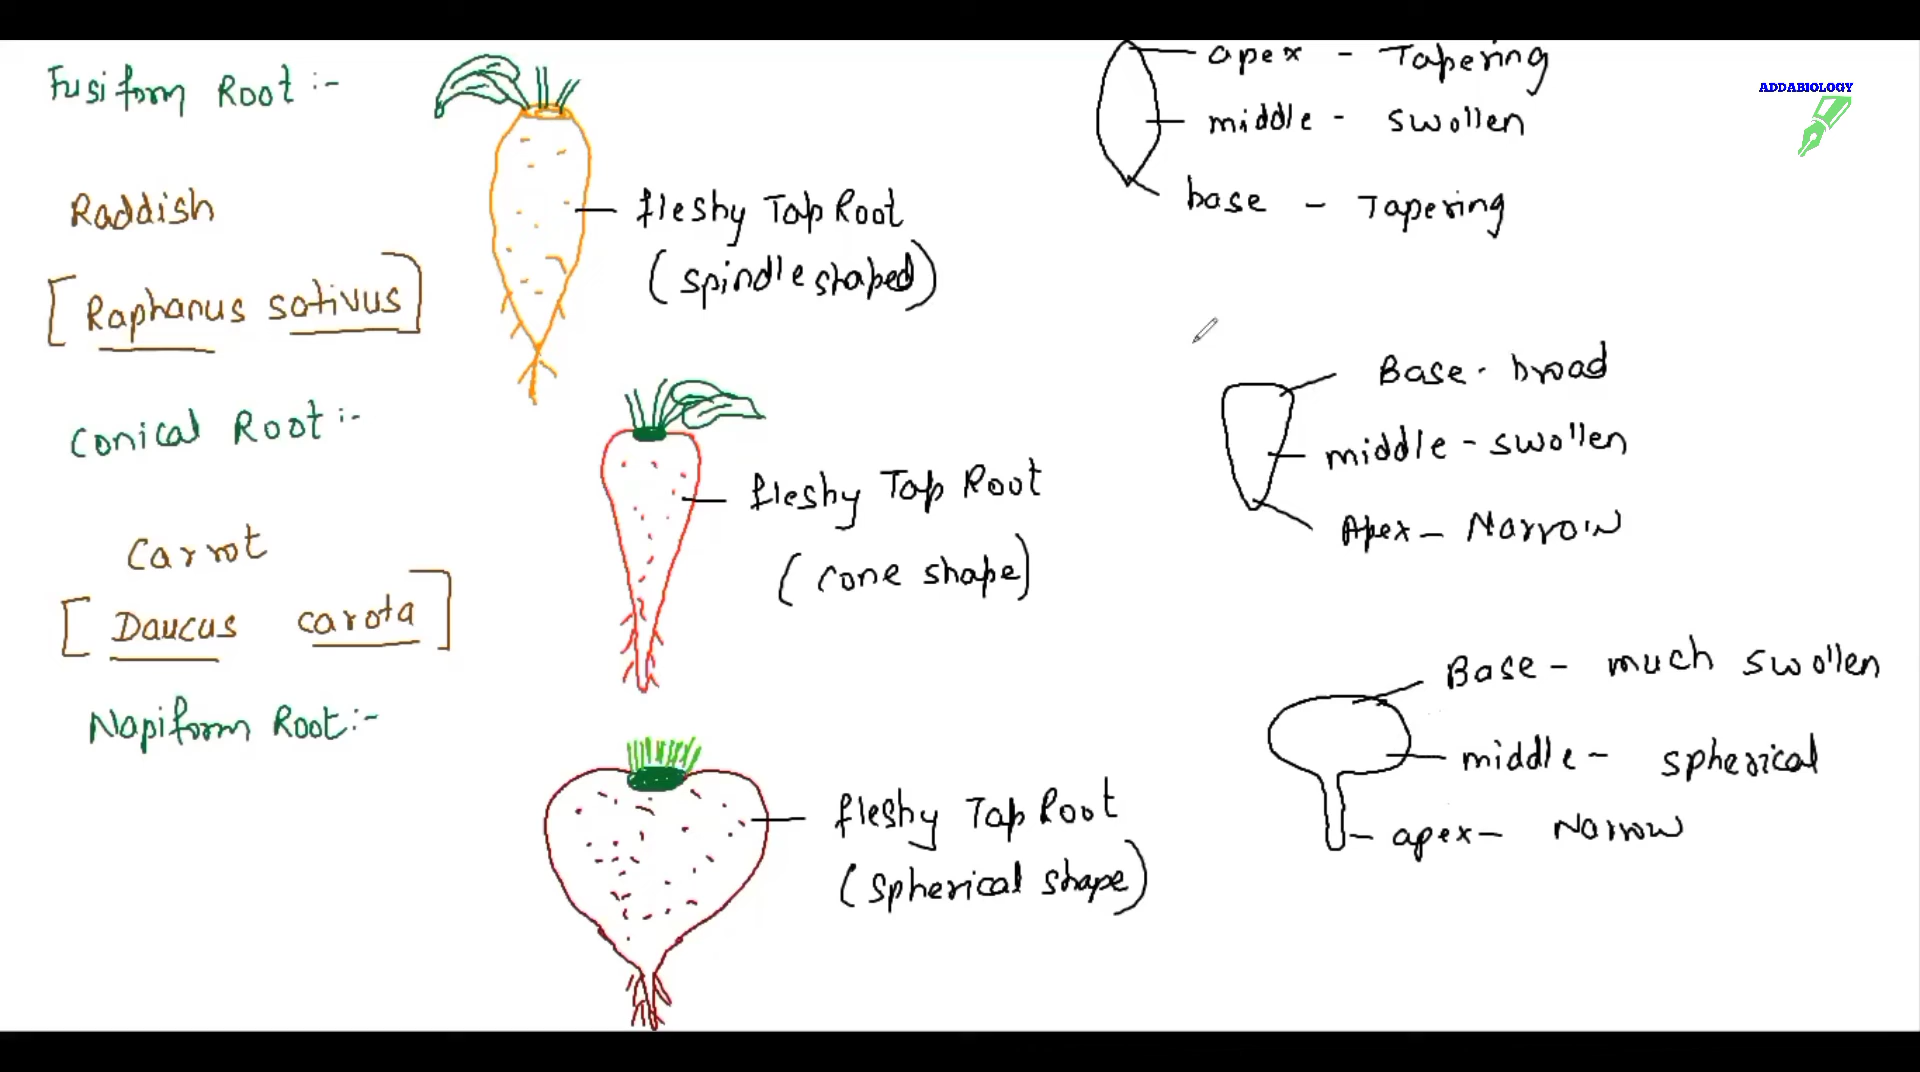 Fusiform Root :-
Raddish
[Raphanus sativus]
fleshy Tap Root
(spindle shaped)
apex - Tapering
middle - swollen
base - Tapering
ADDABIOLOGY
Conical Root :-
Carrot
[Daucus carota]
fleshy Tap Root
(cone shape)
Base - broad
middle - swollen
Apex - Narrow
Napiform Root :-
fleshy Tap Root
(spherical shape)
Base - much swollen
middle - spherical
apex - Narrow